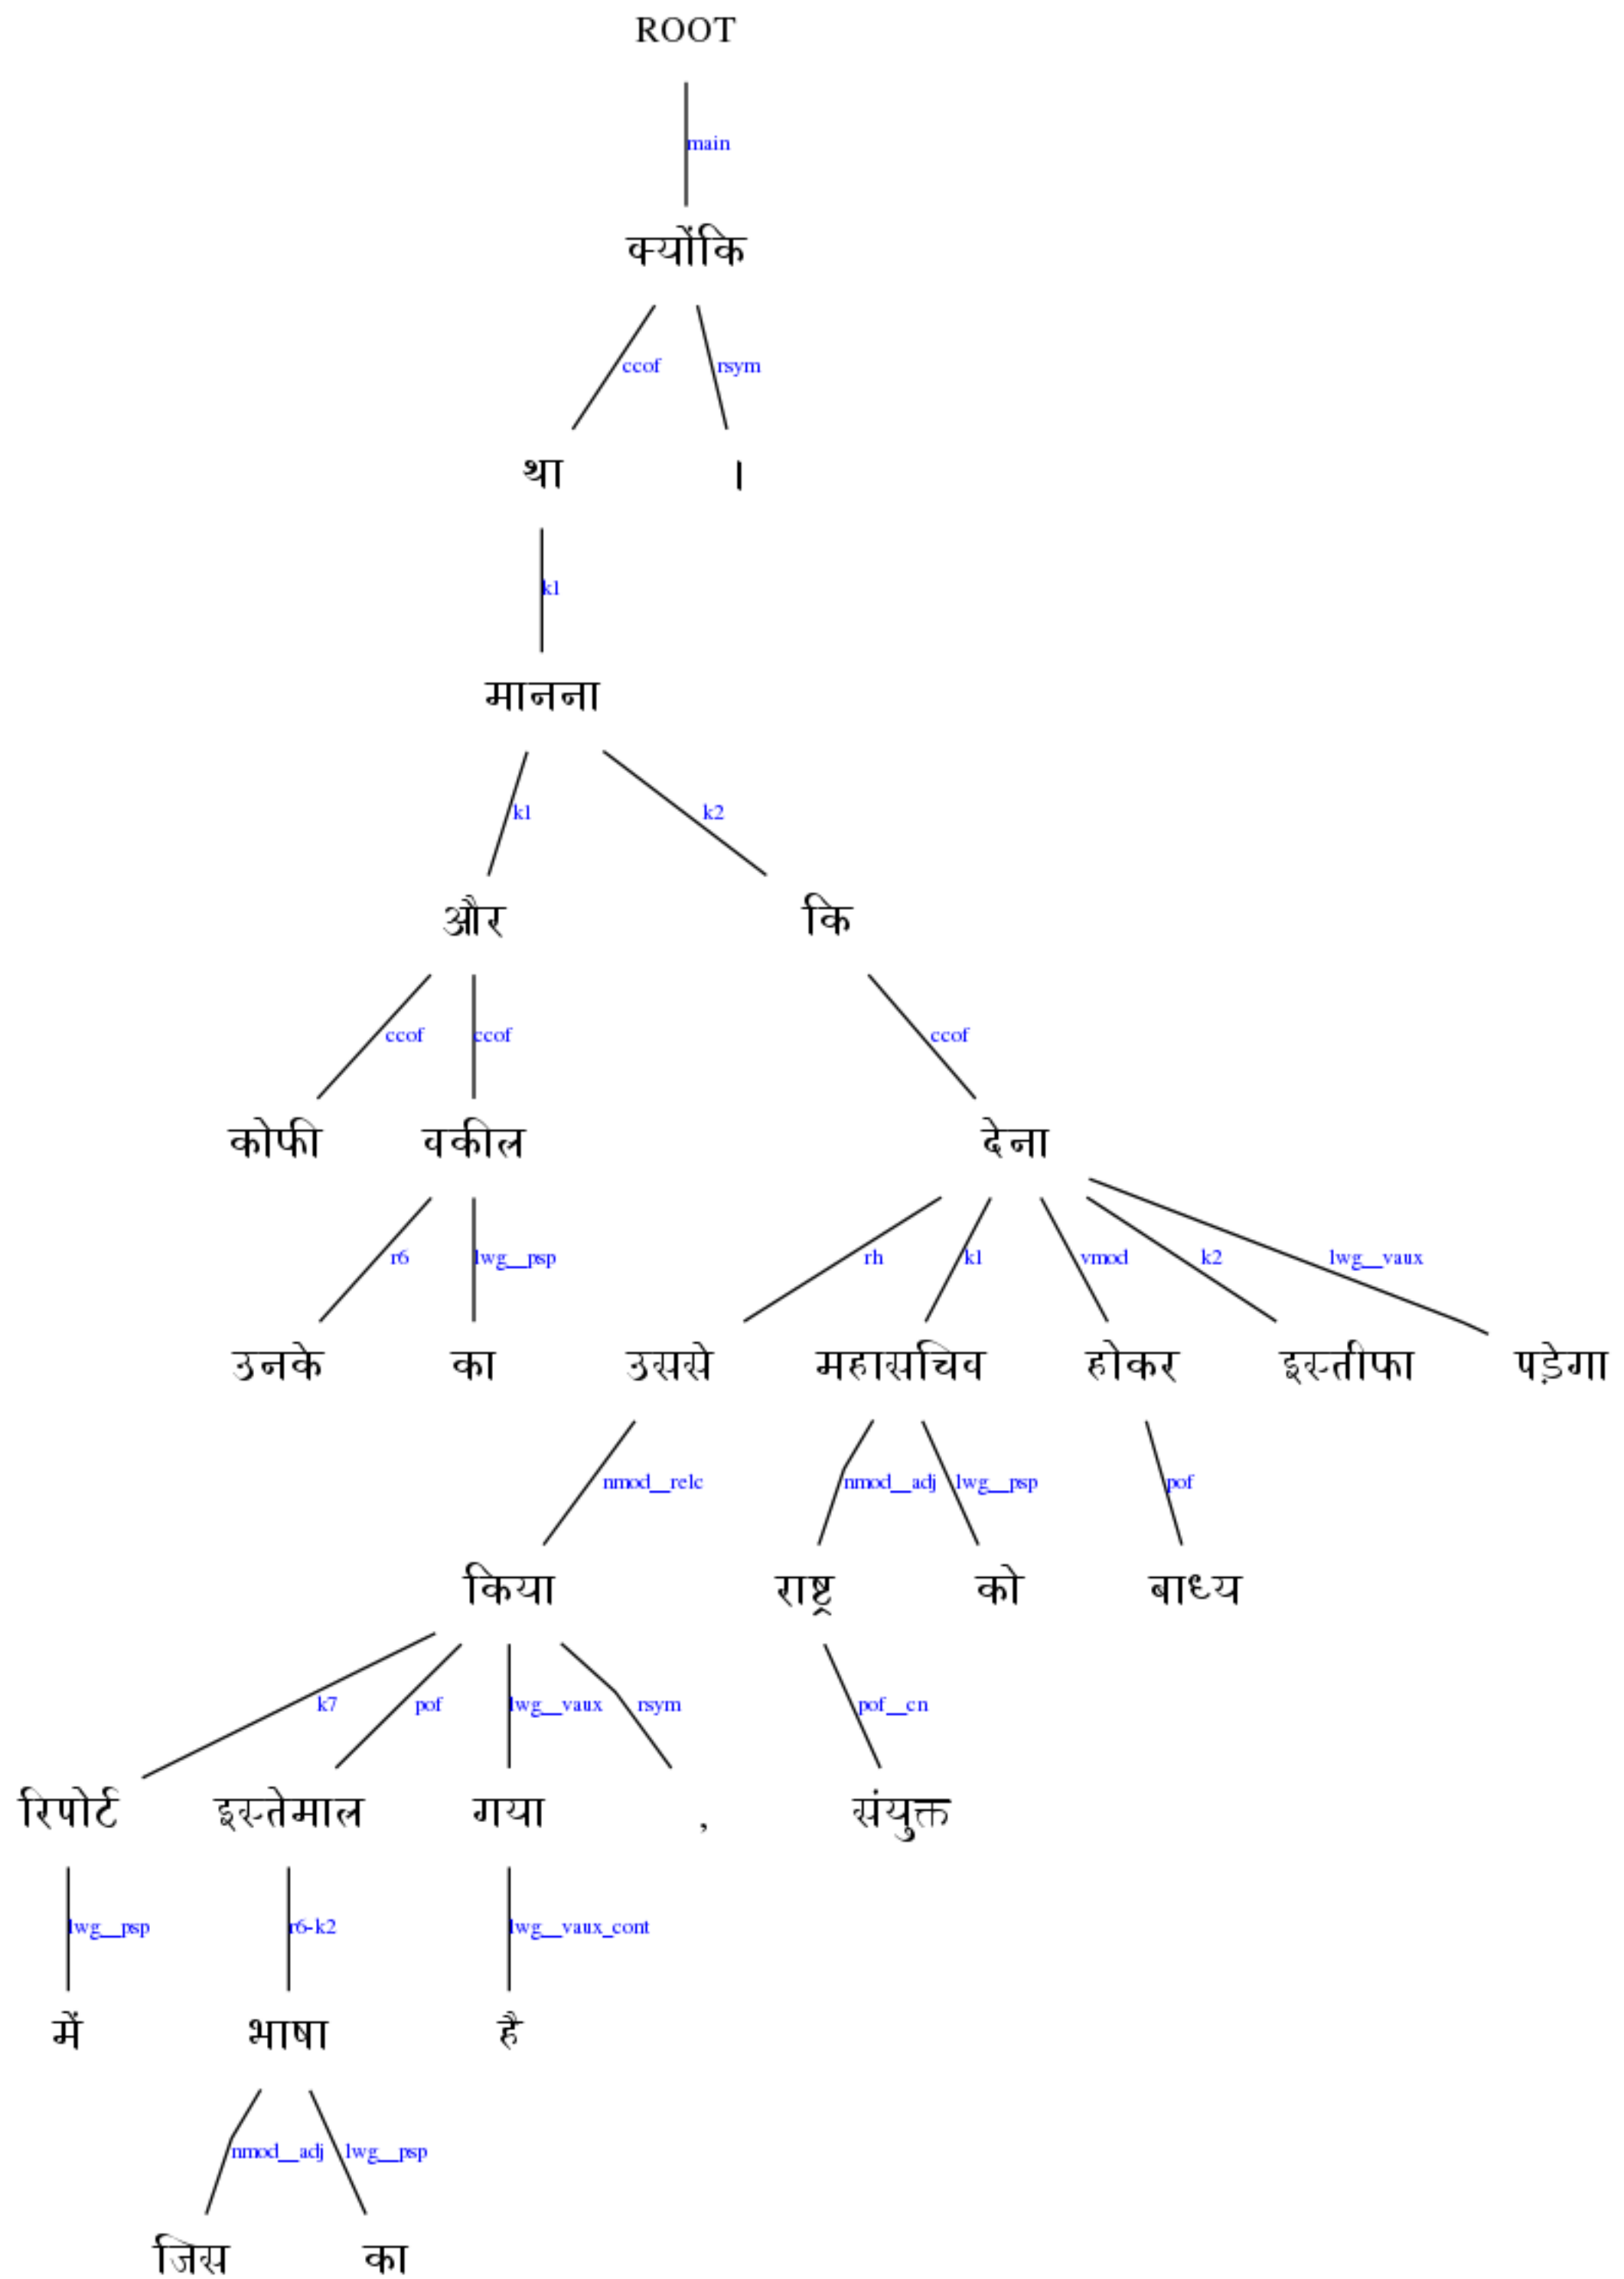 ROOT
main
क्योंकि
ccof rsym
था ।
k1
मानना
k1 k2
और कि
ccof ccof ccof
कोफी वकील देना
r6 lwg__psp rh k1 vmod k2 lwg__vaux
उनके का उससे महासचिव होकर इस्तीफा पड़ेगा
nmod__relc nmod__adj lwg__psp pof
किया राष्ट्र को बाध्य
k7 pof lwg__vaux rsym pof__cn
रिपोर्ट इस्तेमाल गया , संयुक्त
lwg__psp r6-k2 lwg__vaux_cont
में भाषा है
nmod__adj lwg__psp
जिस का